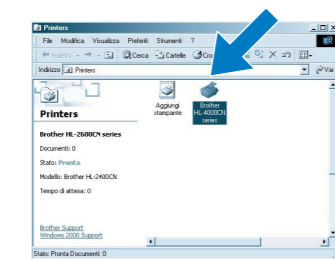 Printers
File Modifica Visualizza Preferiti Strumenti ?
Indietro Cerca Cartelle
Indirizzo Printers Vai
Printers
Aggiungi stampante
Brother HL-4000CN series
Brother HL-2600CN series
Documenti: 0
Stato: Pronta
Modello: Brother HL-2400CN
Tempo di attesa: 0
Brother Support
Windows 2000 Support
Stato: Pronta Documenti: 0